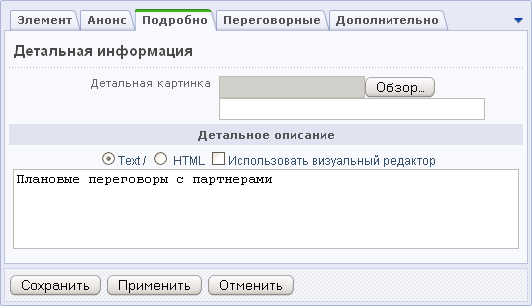 Элемент Анонс Подробно Переговорные Дополнительно
Детальная информация
Детальная картинка Обзор...
Детальное описание
Text / HTML Использовать визуальный редактор
Плановые переговоры с партнерами
Сохранить Применить Отменить